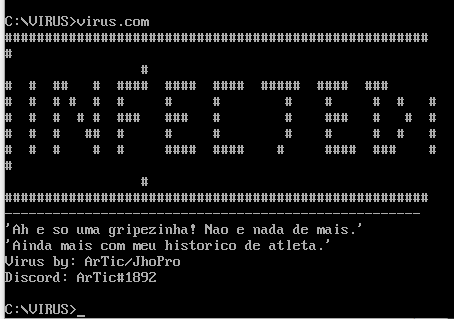 C:\VIRUS>virus.com
INFECTED!
'Ah e so uma gripezinha! Nao e nada de mais.'
'Ainda mais com meu historico de atleta.'
Virus by: ArTic/JhoPro
Discord: ArTic#1892
C:\VIRUS>_